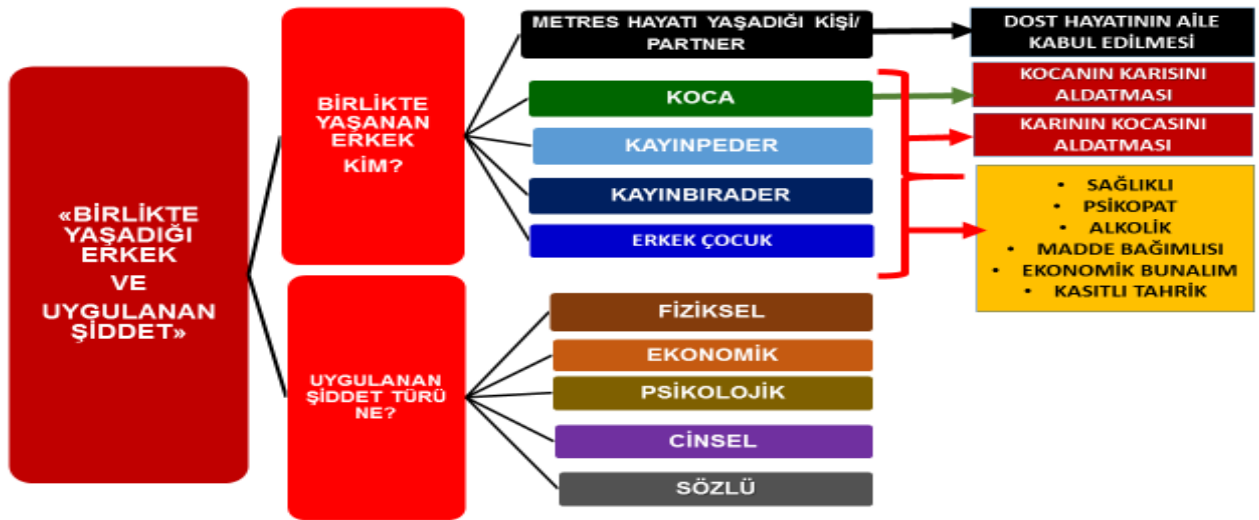 «BİRLİKTE
YAŞADIĞI
ERKEK
VE
UYGULANAN
ŞİDDET»
BİRLİKTE
YAŞANAN
ERKEK
KİM?
METRES HAYATI YAŞADIĞI KİŞİ/
PARTNER
KOCA
KAYINPEDER
KAYINBIRADER
ERKEK ÇOCUK
DOST HAYATININ AİLE
KABUL EDİLMESİ
KOCANIN KARISINI
ALDATMASI
KARININ KOCASINI
ALDATMASI
• SAĞLIKLI
• PSİKOPAT
• ALKOLİK
• MADDE BAĞIMLISI
• EKONOMİK BUNALIM
• KASITLI TAHRİK
UYGULANAN
ŞİDDET TÜRÜ
NE?
FİZİKSEL
EKONOMİK
PSİKOLOJİK
CİNSEL
SÖZLÜ